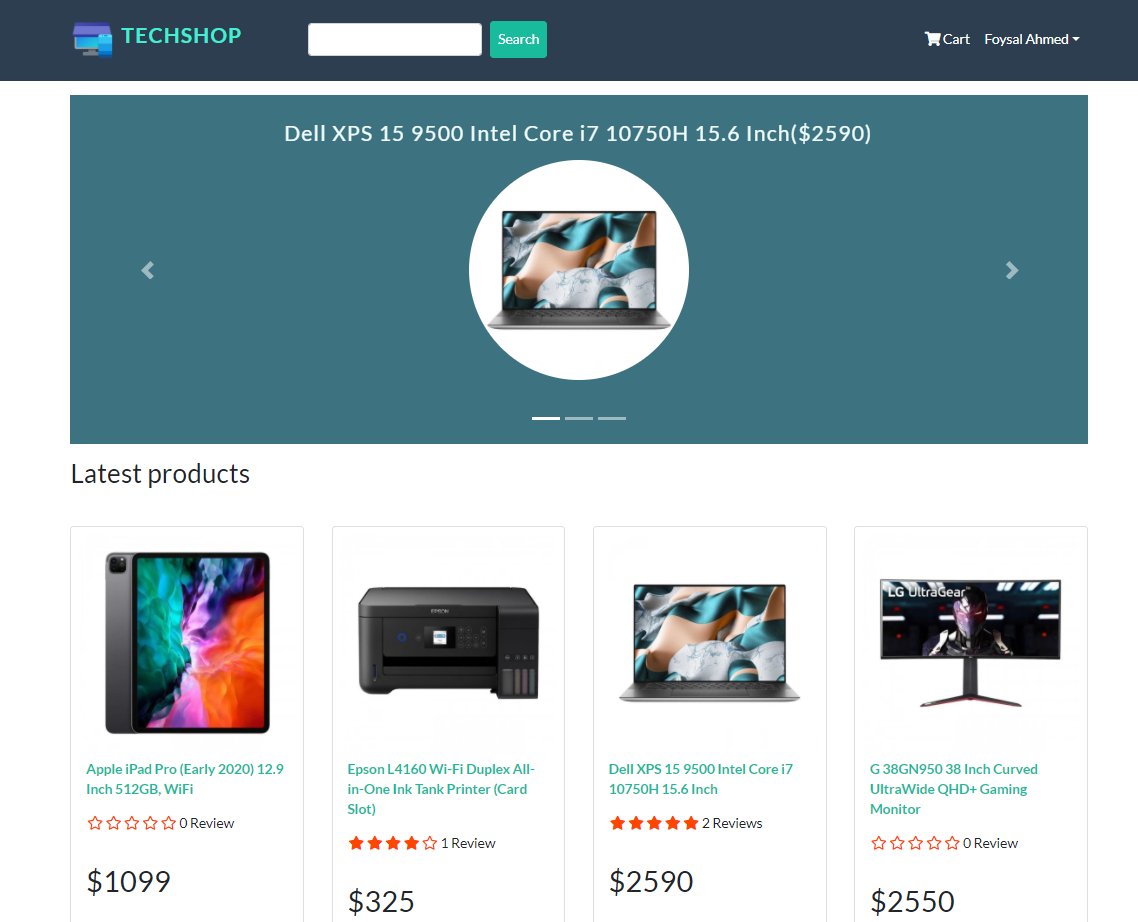 TECHSHOP
Search
Cart
Foysal Ahmed
Dell XPS 15 9500 Intel Core i7 10750H 15.6 Inch($2590)
Latest products
EPSON
LG UltraGear
Apple iPad Pro (Early 2020) 12.9
Inch 512GB, WiFi
0 Review
$1099
Epson L4160 Wi-Fi Duplex All-
in-One Ink Tank Printer (Card
Slot)
1 Review
$325
Dell XPS 15 9500 Intel Core i7
10750H 15.6 Inch
2 Reviews
$2590
G 38GN950 38 Inch Curved
UltraWide QHD+ Gaming
Monitor
0 Review
$2550